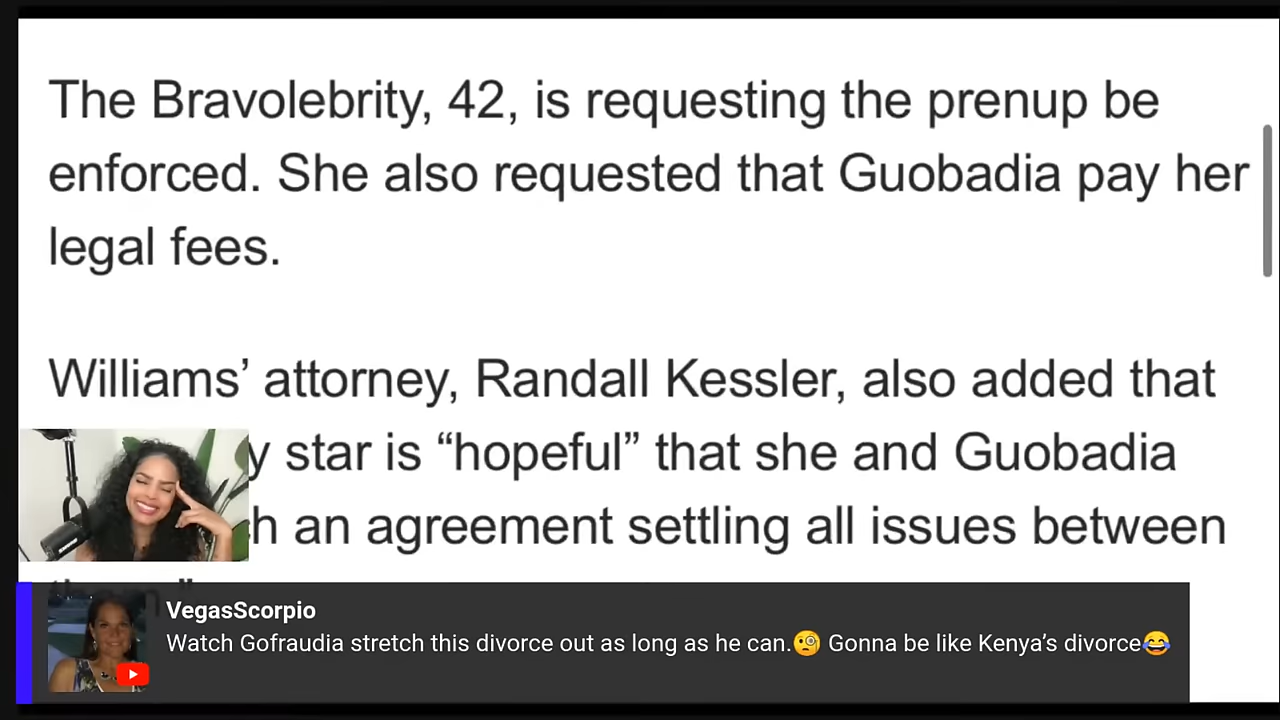 The Bravolebrity, 42, is requesting the prenup be
enforced. She also requested that Guobadia pay her
legal fees.
Williams’ attorney, Randall Kessler, also added that
star is “hopeful” that she and Guobadia
an agreement settling all issues between
VegasScorpio
Watch Gofraudia stretch this divorce out as long as he can.🧐 Gonna be like Kenya’s divorce😂